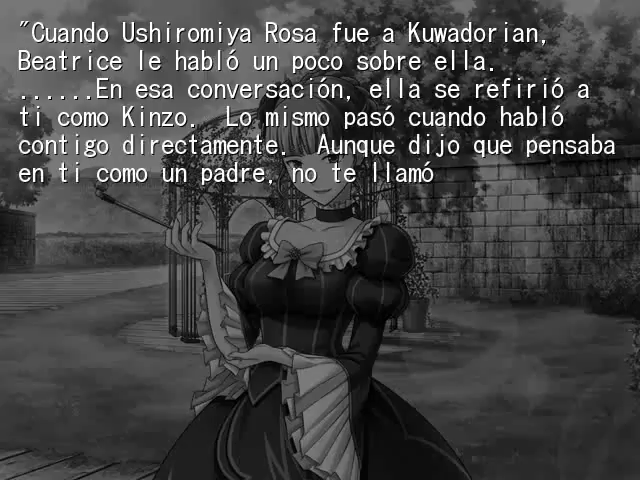 "Cuando Ushiromiya Rosa fue a Kuwadorian,
Beatrice le habló un poco sobre ella.
......En esa conversación, ella se refirió a
ti como Kinzo.  Lo mismo pasó cuando habló
contigo directamente.  Aunque dijo que pensaba
en ti como un padre, no te llamó